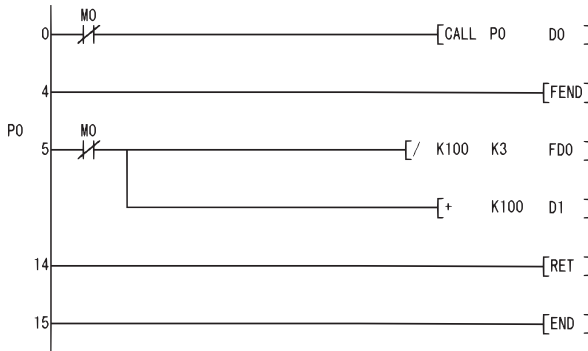 M0
0 [CALL P0 D0 ]
4 [FEND ]
P0 M0
5 [/ K100 K3 FD0 ]
[+ K100 D1 ]
14 [RET ]
15 [END ]